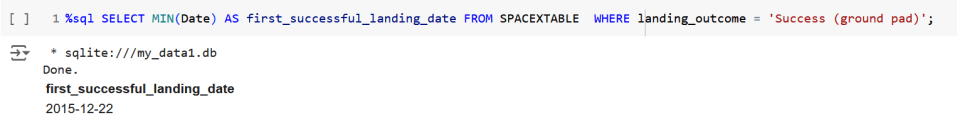 [ ] 1 %sql SELECT MIN(Date) AS first_successful_landing_date FROM SPACEXTABLE  WHERE landing_outcome = 'Success (ground pad)';
* sqlite:///my_data1.db
Done.
first_successful_landing_date
2015-12-22